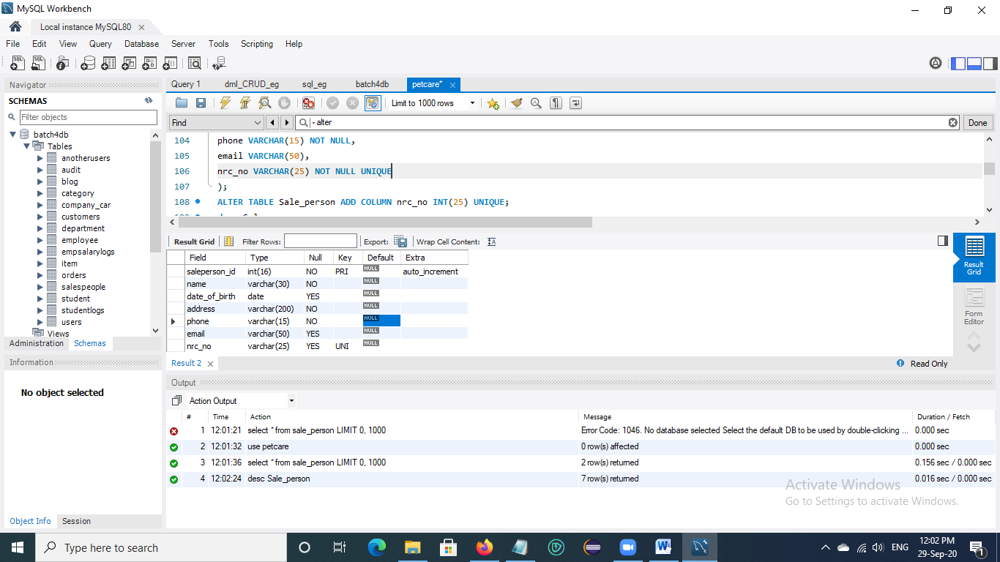 MySQL Workbench
Local instance MySQL80
File Edit View Query Database Server Tools Scripting Help
Navigator
SCHEMAS
Filter objects
batch4db
Tables
anotherusers
audit
blog
category
company_car
customers
department
employee
empsalarylogs
item
orders
salespeople
student
studentlogs
users
Views
Administration Schemas
Information
No object selected
Object Info Session
Query 1 dml_CRUD_eg sql_eg batch4db petcare*
Limit to 1000 rows
Find alter Done
104 phone VARCHAR(15) NOT NULL,
105 email VARCHAR(50),
106 nrc_no VARCHAR(25) NOT NULL UNIQUE
107 );
108 ALTER TABLE Sale_person ADD COLUMN nrc_no INT(25) UNIQUE;
Result Grid Filter Rows: Export: Wrap Cell Content:
Field Type Null Key Default Extra
saleperson_id int(16) NO PRI NULL auto_increment
name varchar(30) NO NULL
date_of_birth date YES NULL
address varchar(200) NO NULL
phone varchar(15) NO NULL
email varchar(50) YES NULL
nrc_no varchar(25) YES UNI NULL
Result Grid
Form Editor
Result 2 Read Only
Output
Action Output
# Time Action Message Duration / Fetch
1 12:01:21 select * from sale_person LIMIT 0, 1000 Error Code: 1046. No database selected Select the default DB to be used by double-clicking ... 0.000 sec
2 12:01:32 use petcare 0 row(s) affected 0.000 sec
3 12:01:36 select * from sale_person LIMIT 0, 1000 2 row(s) returned 0.156 sec / 0.000 sec
4 12:02:24 desc Sale_person 7 row(s) returned 0.016 sec / 0.000 sec
Activate Windows
Go to Settings to activate Windows.
Type here to search
ENG
12:02 PM
29-Sep-20
1